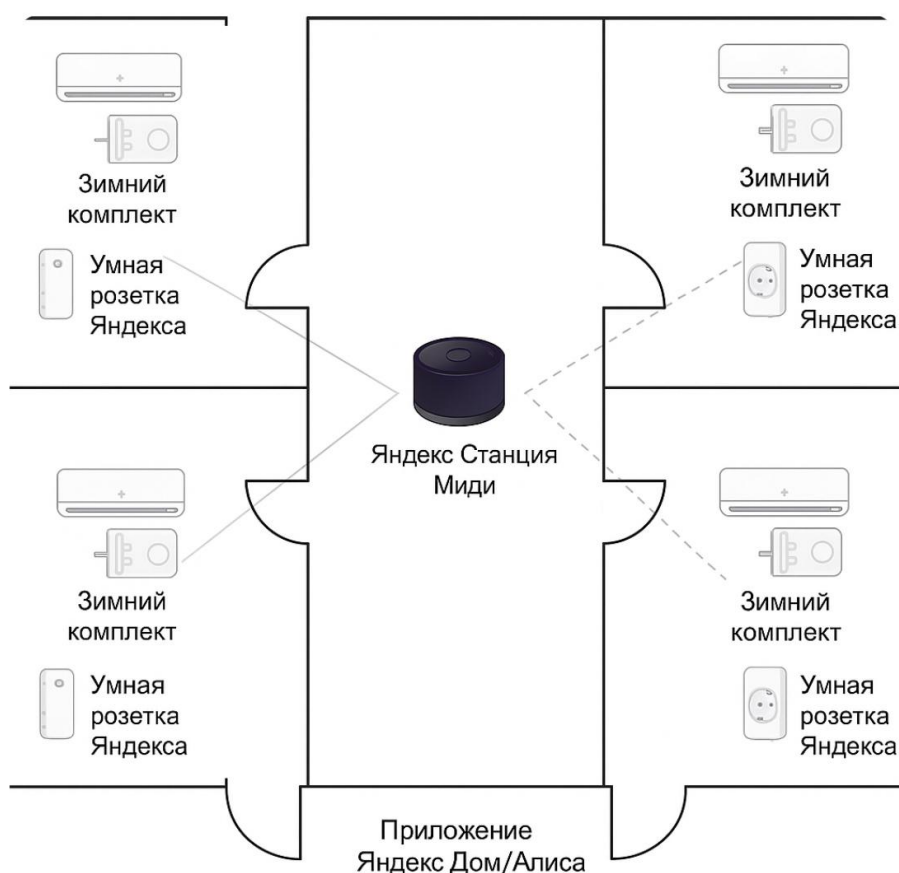 Зимний
комплект
Умная
розетка
Яндекса
Зимний
комплект
Умная
розетка
Яндекса
Яндекс Станция
Миди
Зимний
комплект
Умная
розетка
Яндекса
Зимний
комплект
Умная
розетка
Яндекса
Приложение
Яндекс Дом/Алиса